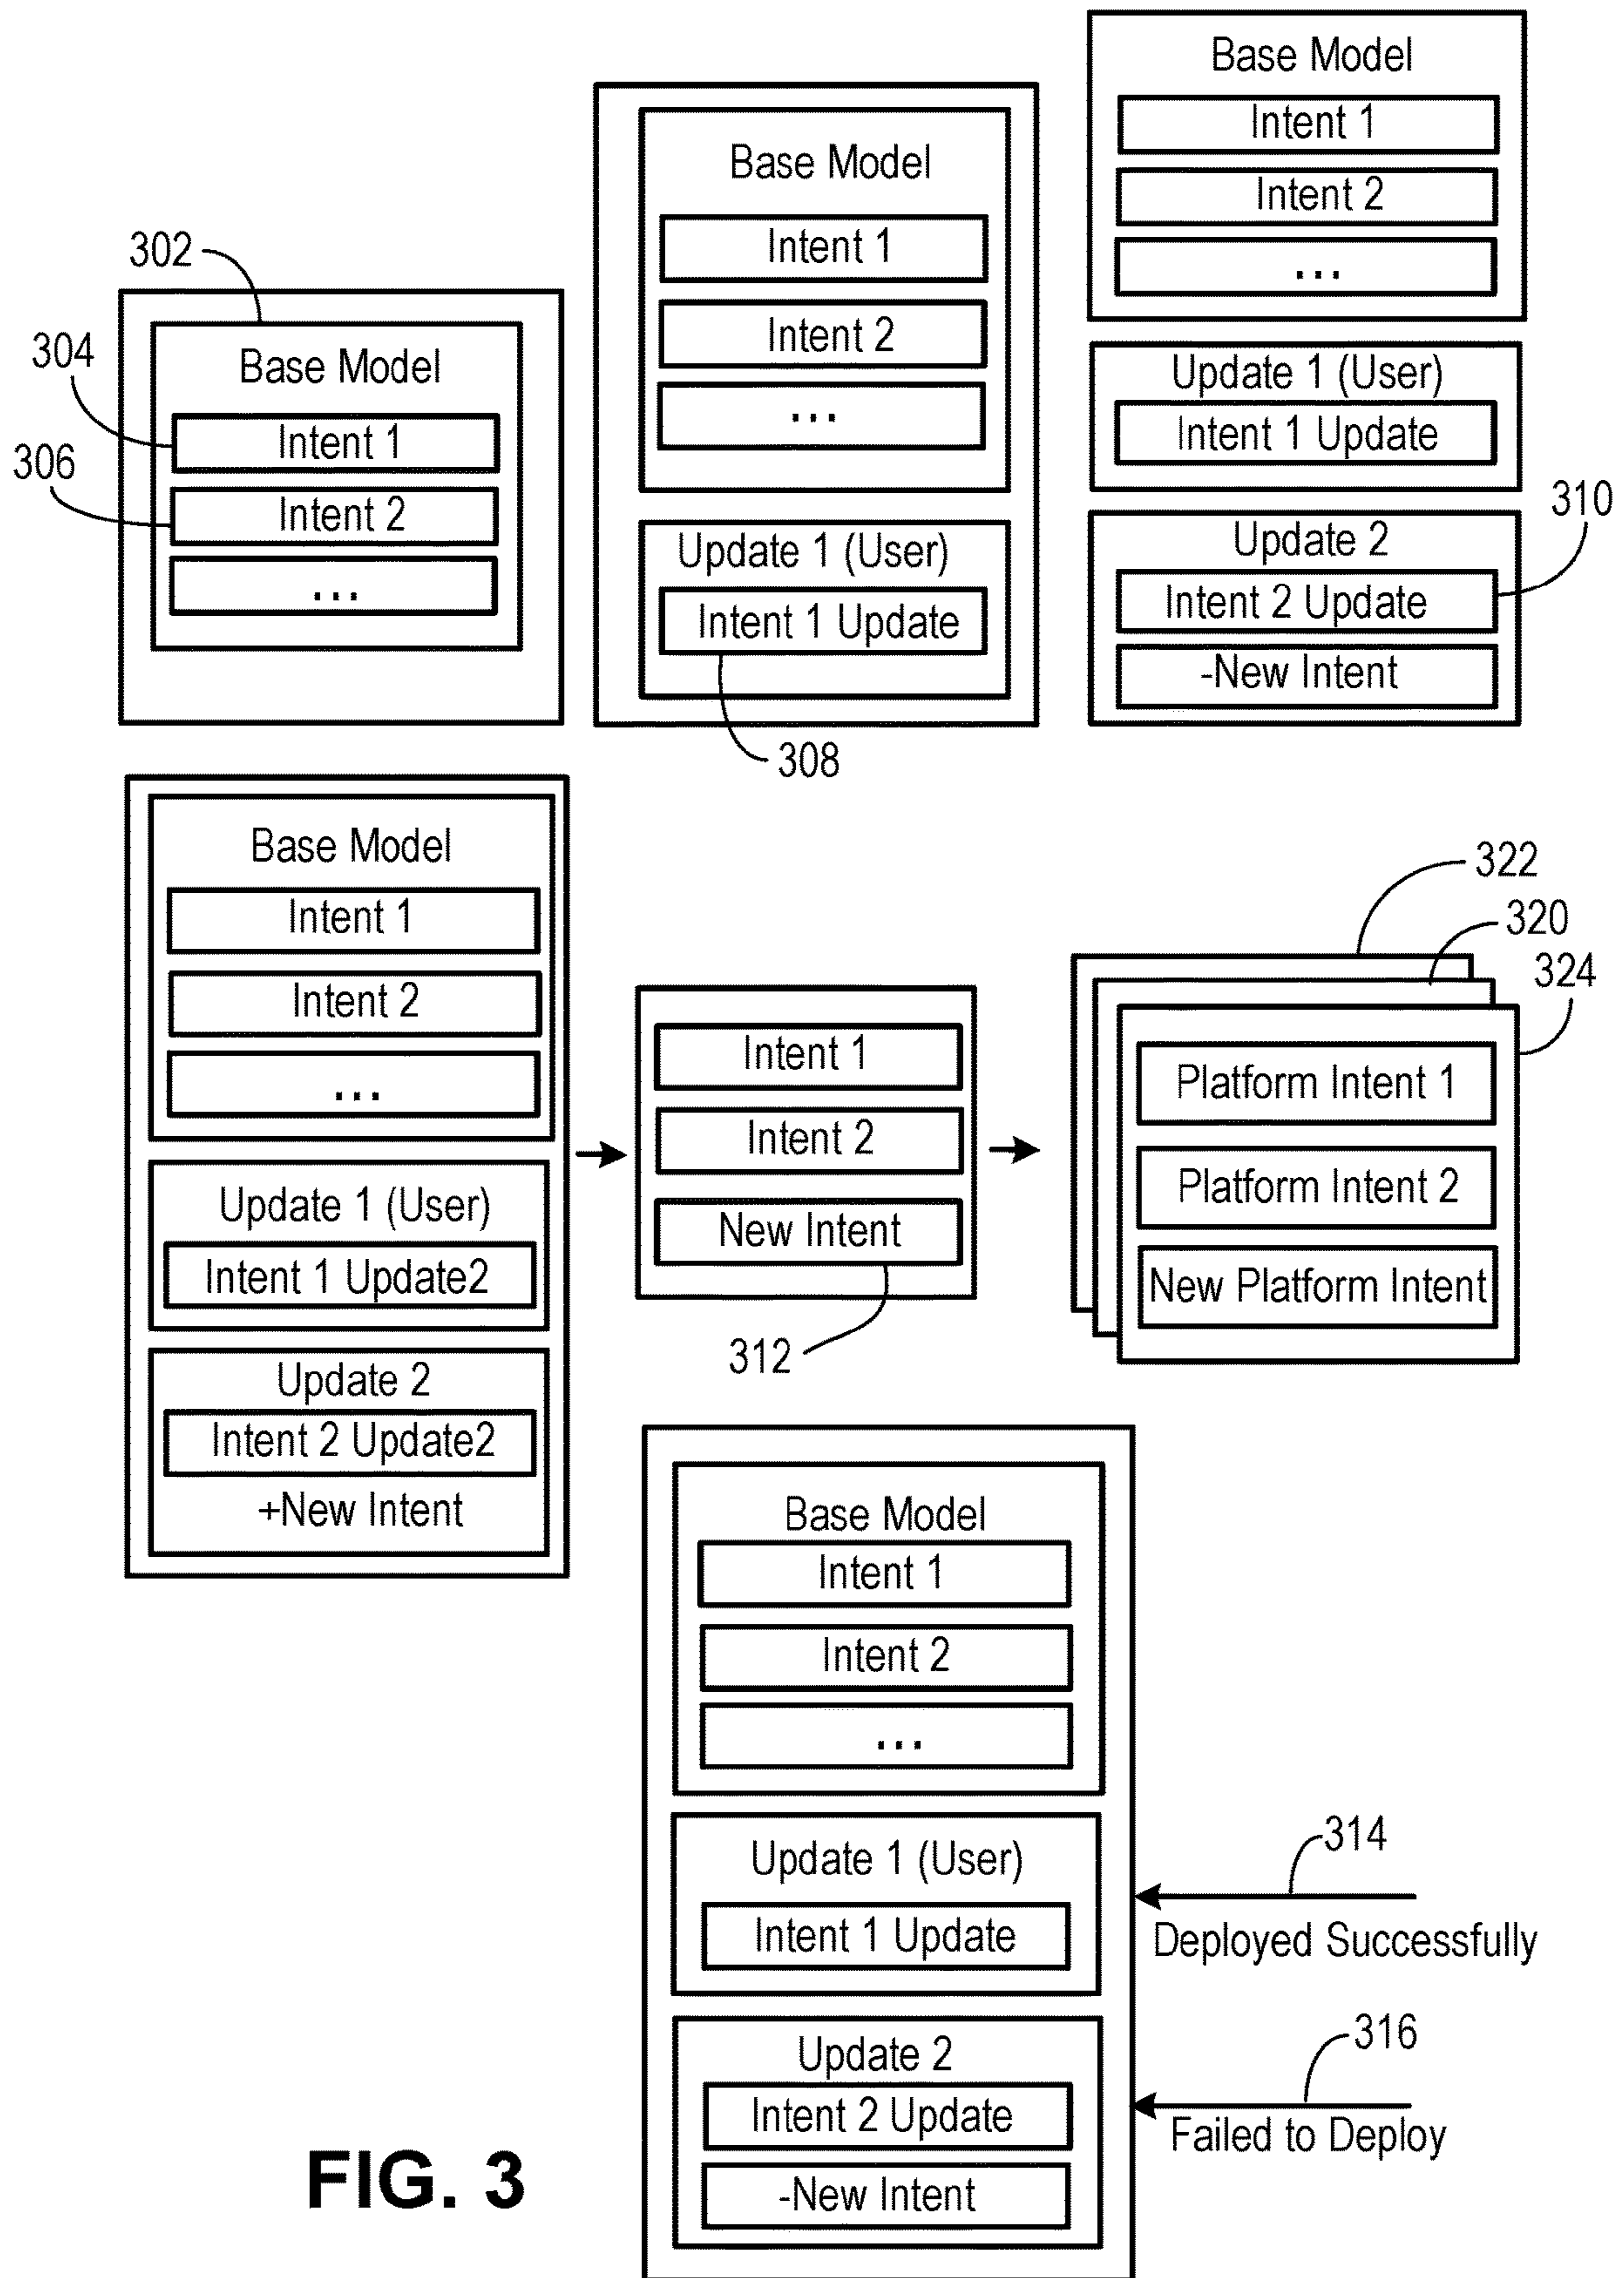 302
304
306
Base Model
Intent 1
Intent 2
...
Base Model
Intent 1
Intent 2
...
Update 1 (User)
Intent 1 Update
308
Base Model
Intent 1
Intent 2
...
Update 1 (User)
Intent 1 Update
Update 2
Intent 2 Update
-New Intent
310
Base Model
Intent 1
Intent 2
...
Update 1 (User)
Intent 1 Update2
Update 2
Intent 2 Update2
+New Intent
Intent 1
Intent 2
New Intent
312
322
320
324
Platform Intent 1
Platform Intent 2
New Platform Intent
Base Model
Intent 1
Intent 2
...
Update 1 (User)
Intent 1 Update
Update 2
Intent 2 Update
-New Intent
314
Deployed Successfully
316
Failed to Deploy
FIG. 3